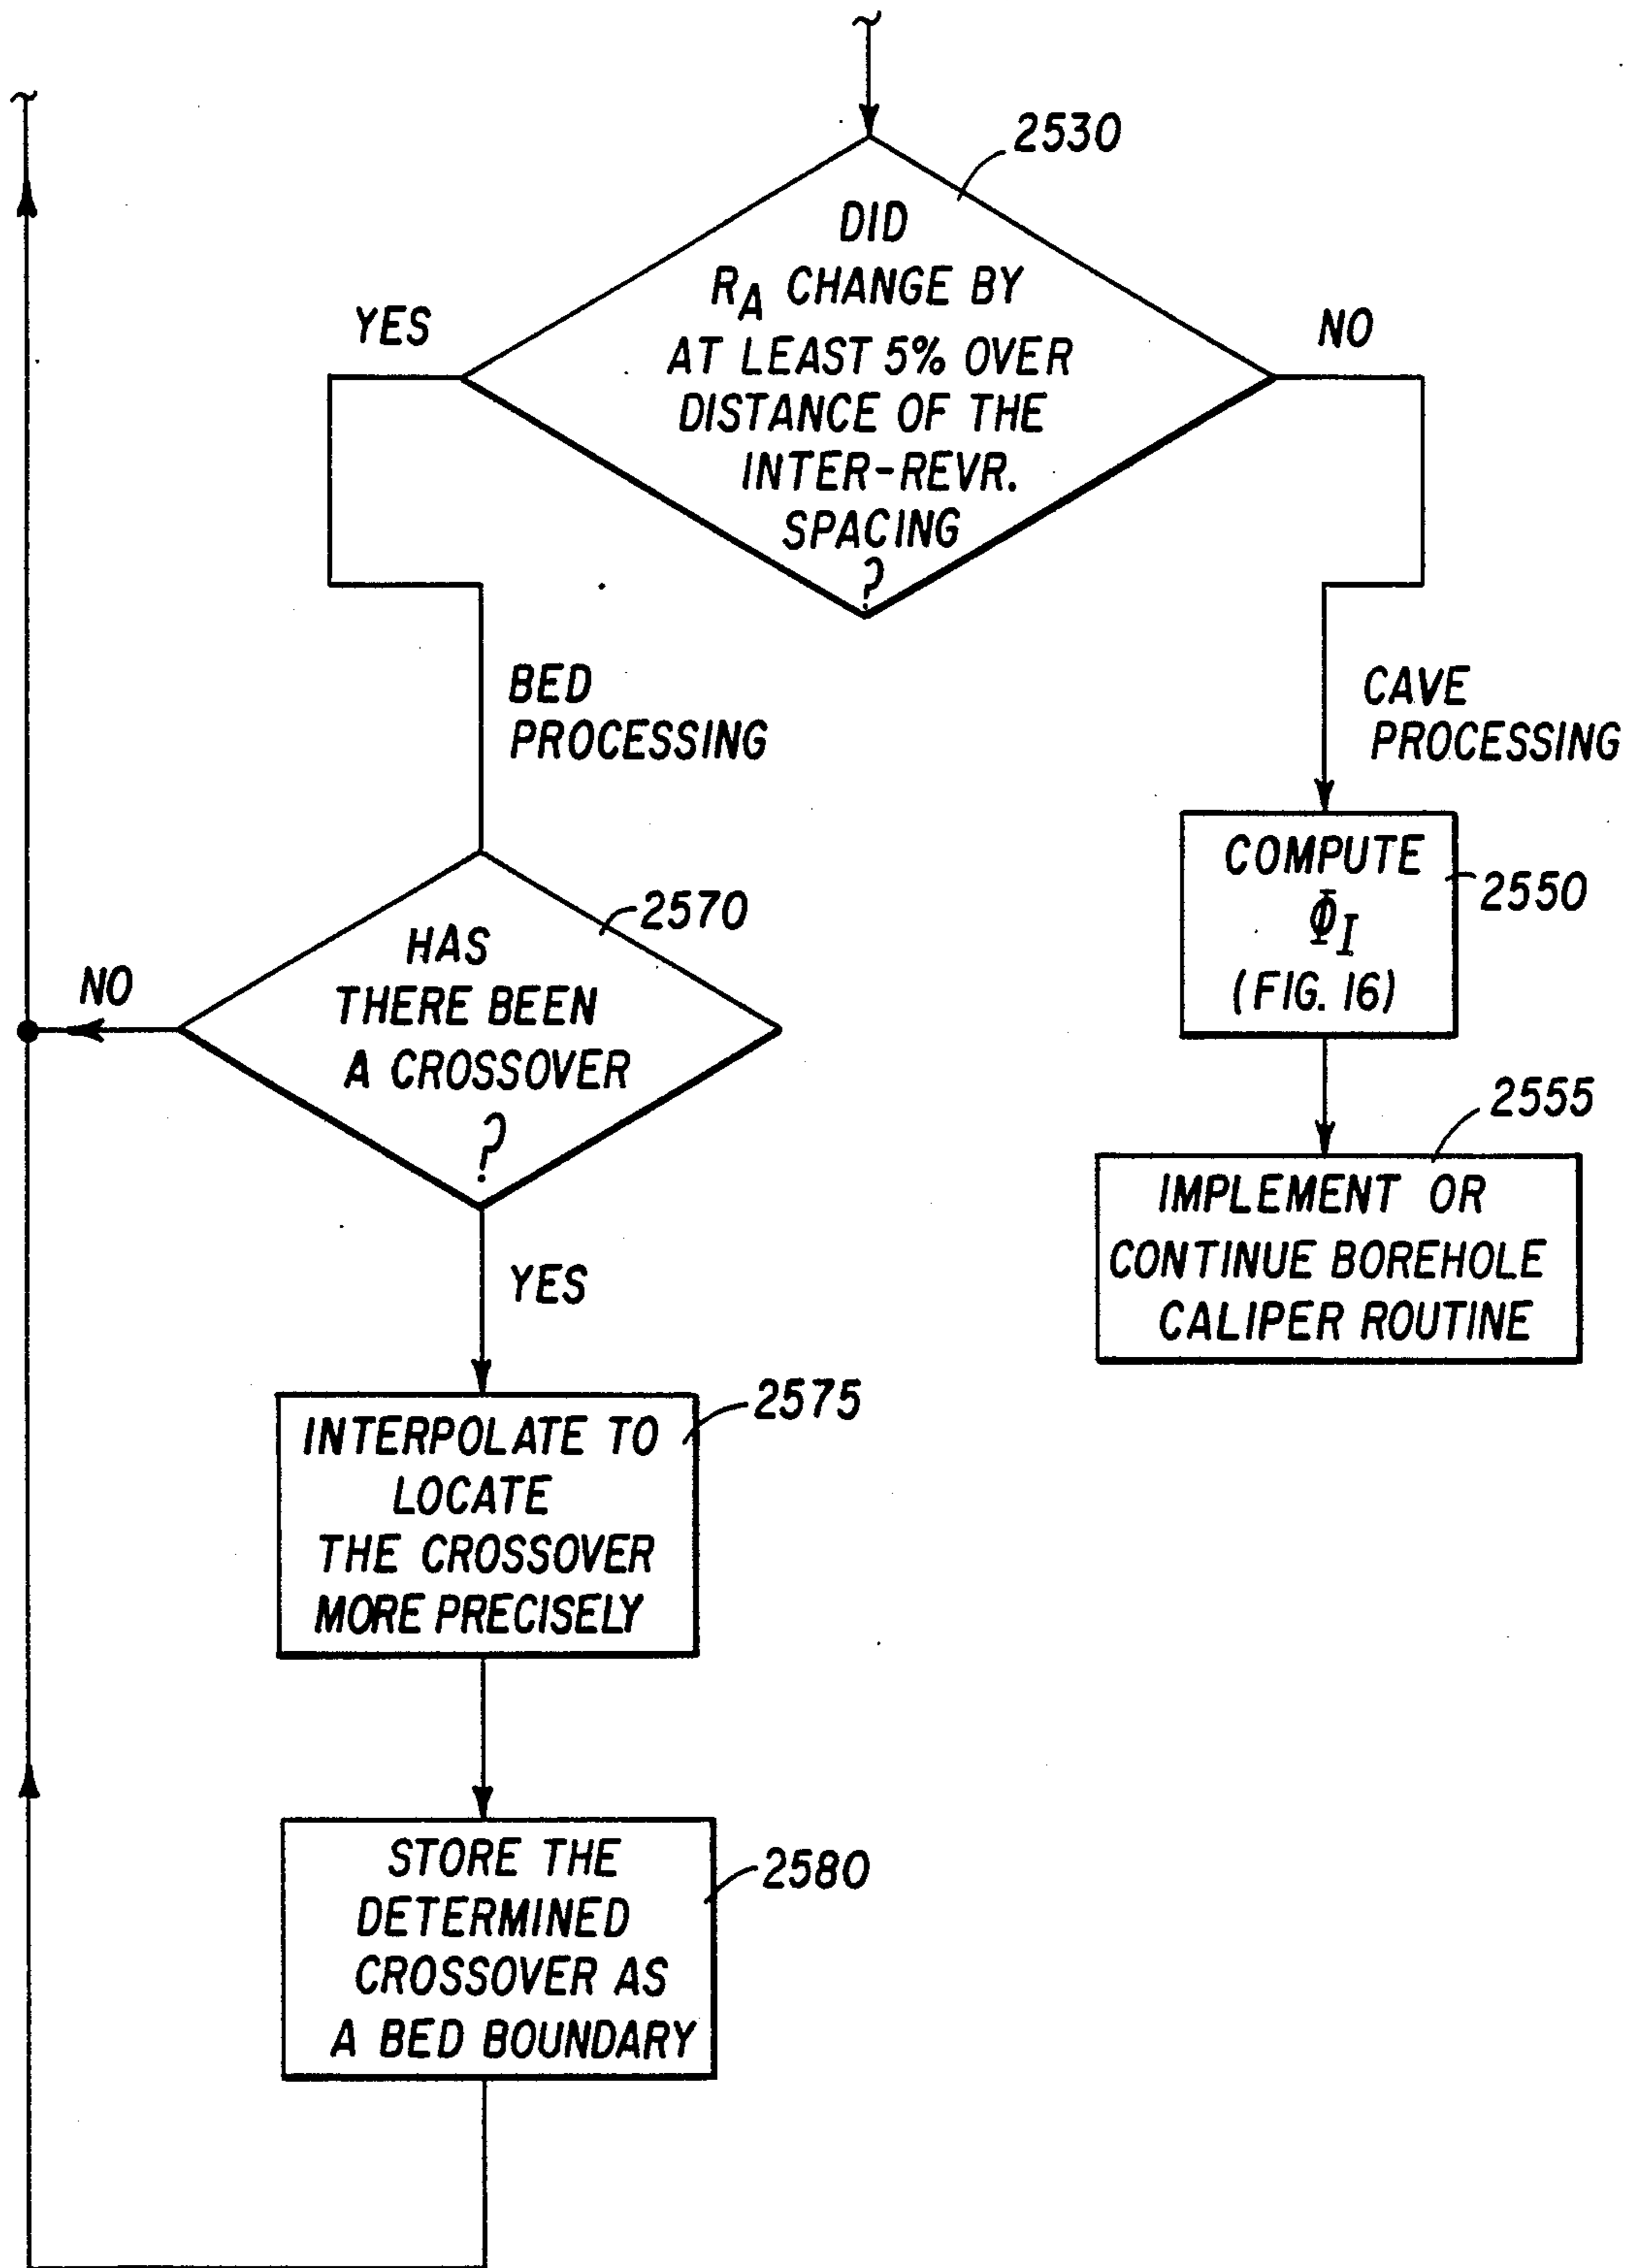 2530
DID
RA CHANGE BY
AT LEAST 5% OVER
DISTANCE OF THE
INTER-REVR.
SPACING
?
YES
NO
BED
PROCESSING
CAVE
PROCESSING
COMPUTE
ΦI
(FIG. 16)
2550
2570
HAS
THERE BEEN
A CROSSOVER
?
NO
YES
2555
IMPLEMENT OR
CONTINUE BOREHOLE
CALIPER ROUTINE
2575
INTERPOLATE TO
LOCATE
THE CROSSOVER
MORE PRECISELY
2580
STORE THE
DETERMINED
CROSSOVER AS
A BED BOUNDARY